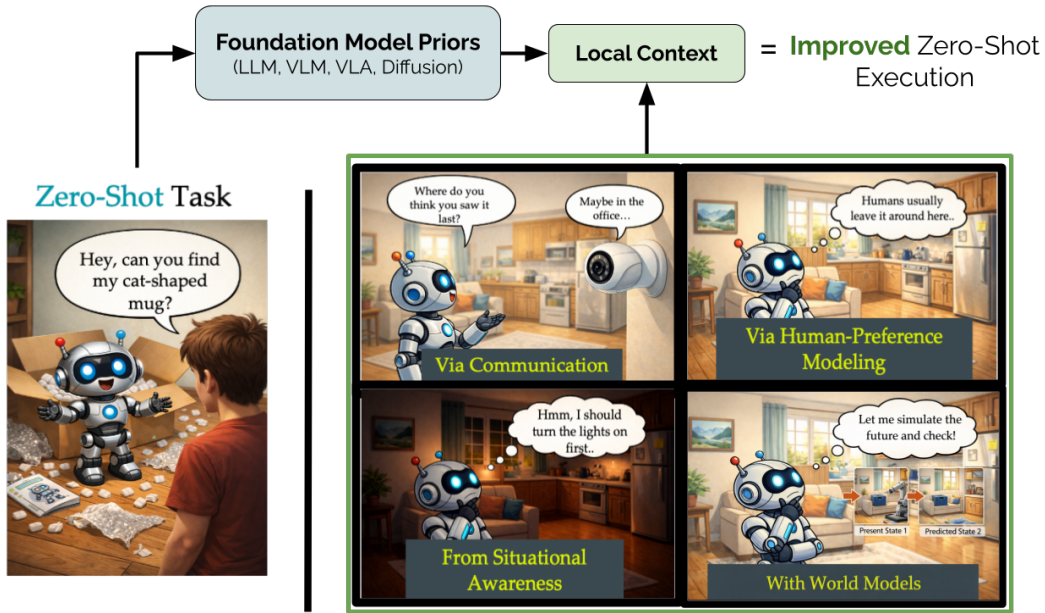 Foundation Model Priors
(LLM, VLM, VLA, Diffusion)
Local Context
= Improved Zero-Shot
Execution
Zero-Shot Task
Hey, can you find
my cat-shaped
mug?
Where do you
think you saw it
last?
Maybe in the
office...
Via Communication
Humans usually
leave it around here..
Via Human-Preference
Modeling
Hmm, I should
turn the lights on
first..
From Situational
Awareness
Let me simulate the
future and check!
Present State 1
Predicted State 2
With World Models